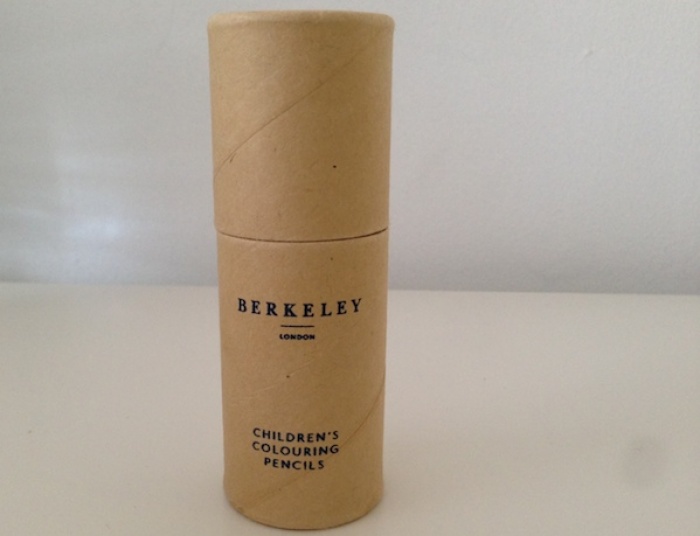 BERKELEY
LONDON
CHILDREN'S
COLOURING
PENCILS